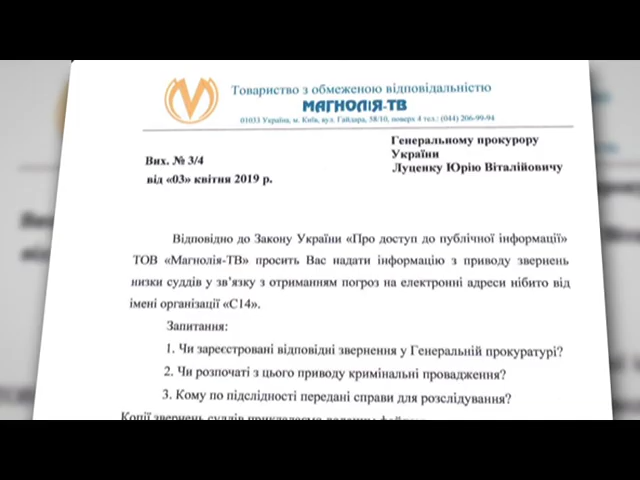 Товариство з обмеженою відповідальністю
МАГНОЛІЯ-ТВ
01033 Україна, м. Київ, вул. Гайдара, 58/10, поверх 4 тел.: (044) 206-99-94
Генеральному прокурору
України
Луценку Юрію Віталійовичу
Вих. № 3/4
від «03» квітня 2019 р.
Відповідно до Закону України «Про доступ до публічної інформації»
ТОВ «Магнолія-ТВ» просить Вас надати інформацію з приводу звернень
низки суддів у зв’язку з отриманням погроз на електронні адреси нібито від
імені організації «С14».
Запитання:
1. Чи зареєстровані відповідні звернення у Генеральній прокуратурі?
2. Чи розпочаті з цього приводу кримінальні провадження?
3. Кому по підслідності передані справи для розслідування?
Копії звернень суддів